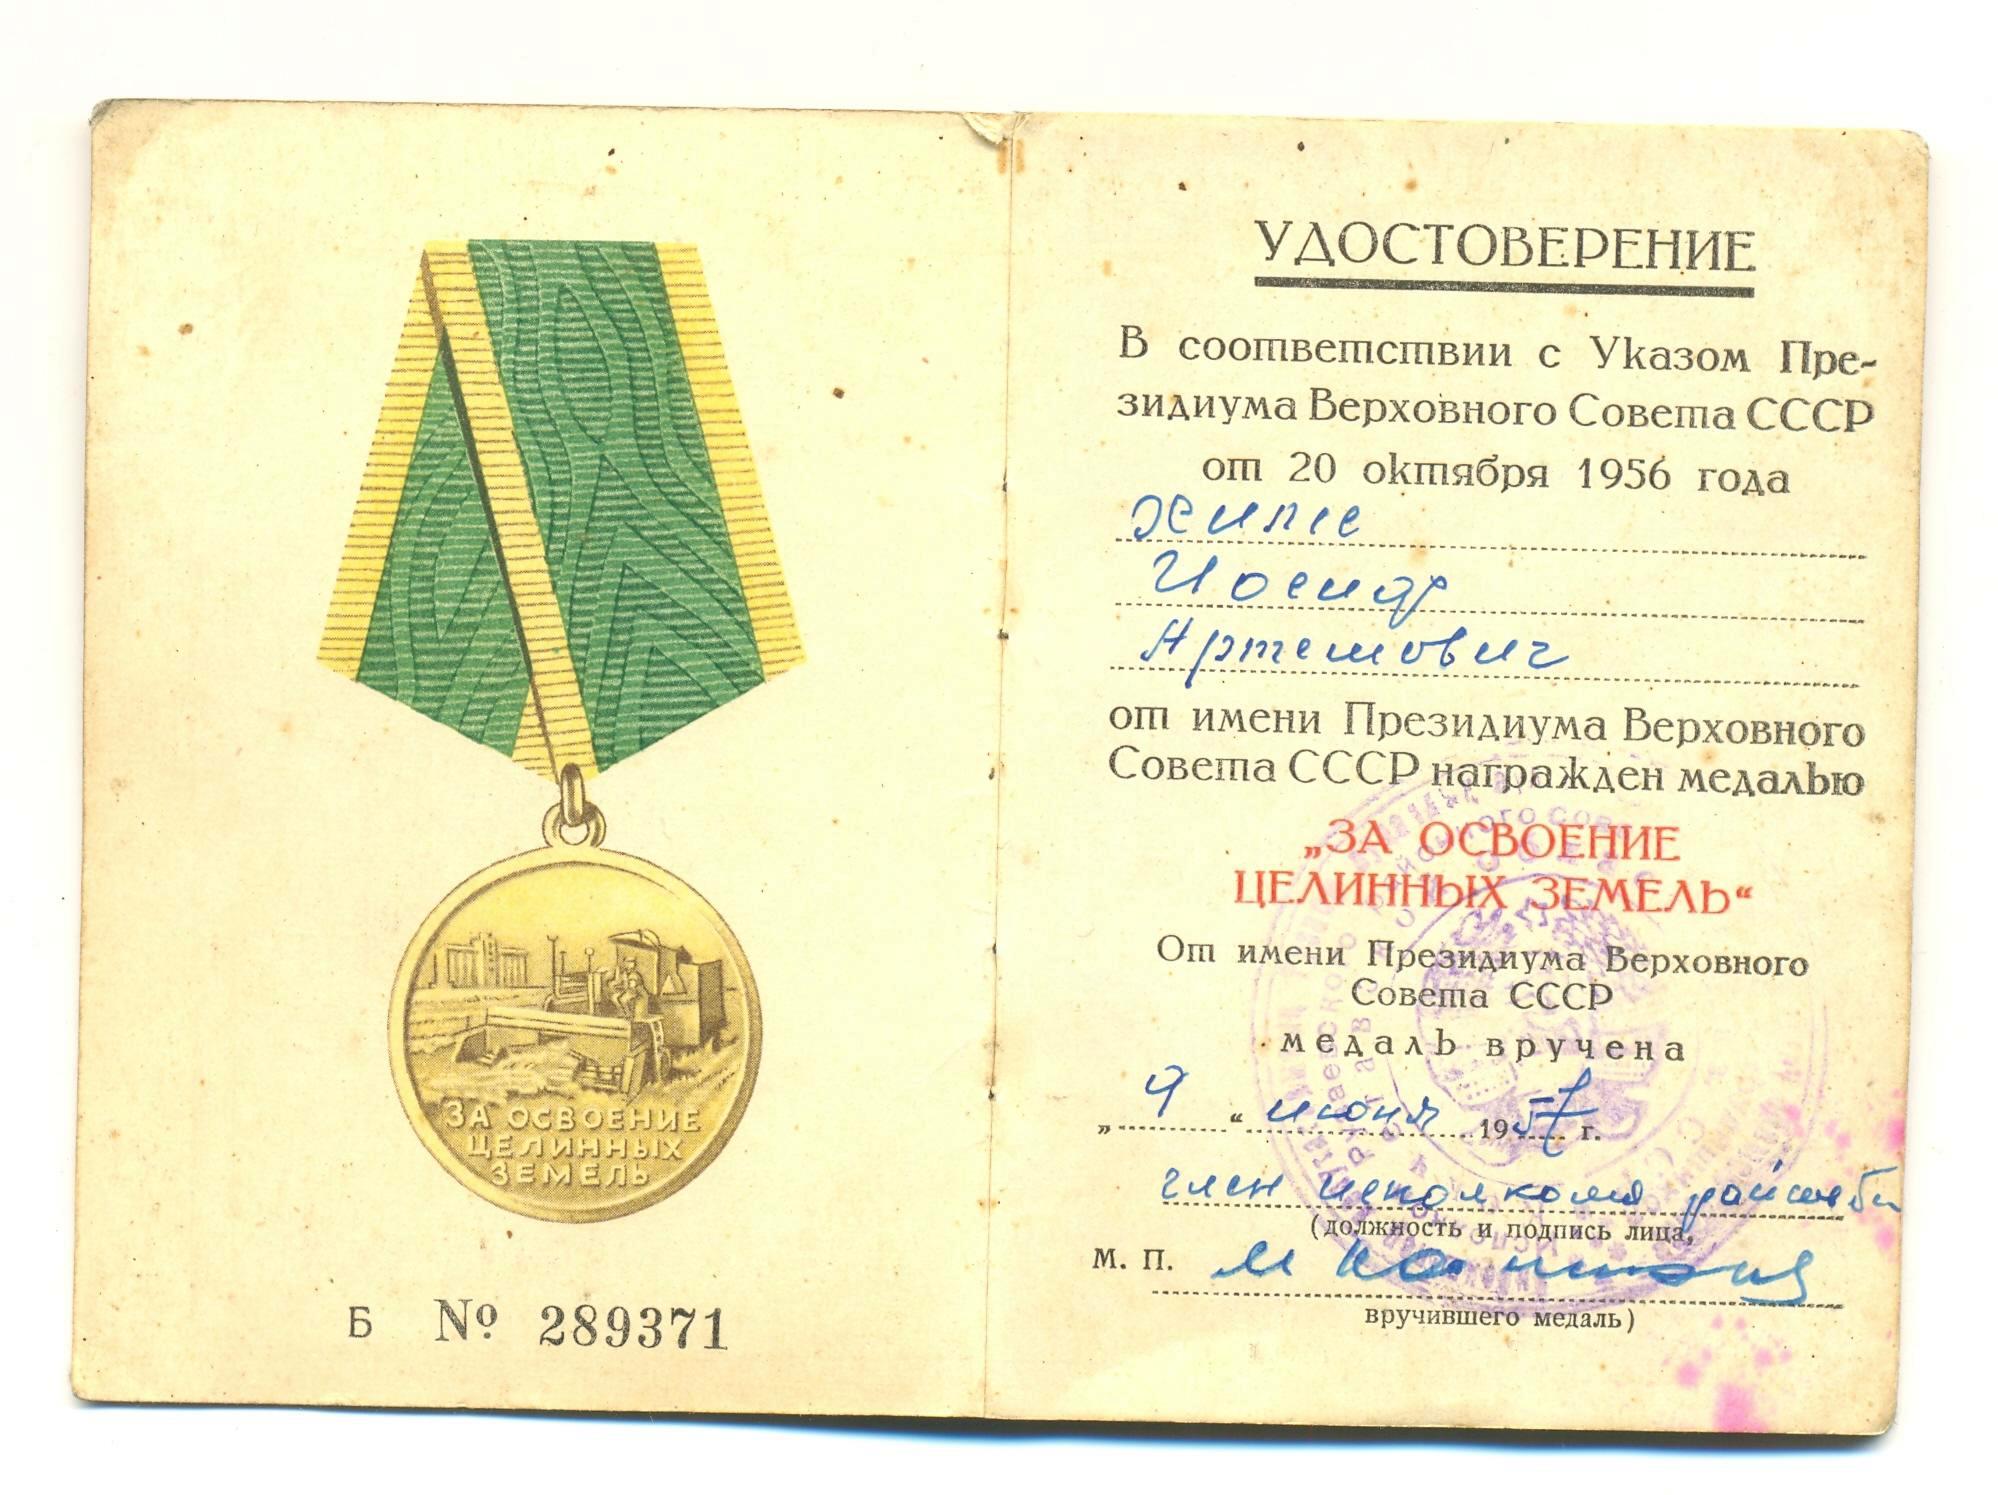 ЗА ОСВОЕНИЕ
ЦЕЛИННЫХ
ЗЕМЕЛЬ
Б № 289371
УДОСТОВЕРЕНИЕ
В соответствии с Указом Пре-
зидиума Верховного Совета СССР
от 20 октября 1956 года
Иосиф
Артемович
от имени Президиума Верховного
Совета СССР награжден медалью
„ЗА ОСВОЕНИЕ
ЦЕЛИННЫХ ЗЕМЕЛЬ“
От имени Президиума Верховного
Совета СССР
медаль вручена
„ 9 “ июня 1957 г.
член исполкома
(должность и подпись лица,
М. П.
вручившего медаль)